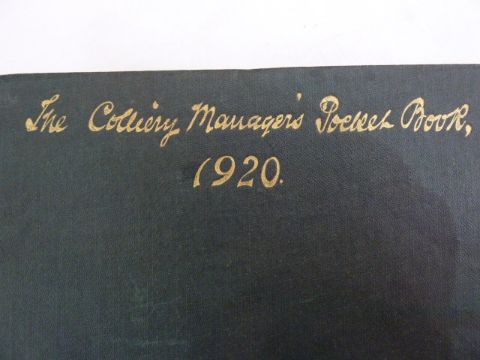 The Colliery Manager's Pocket Book,
1920.